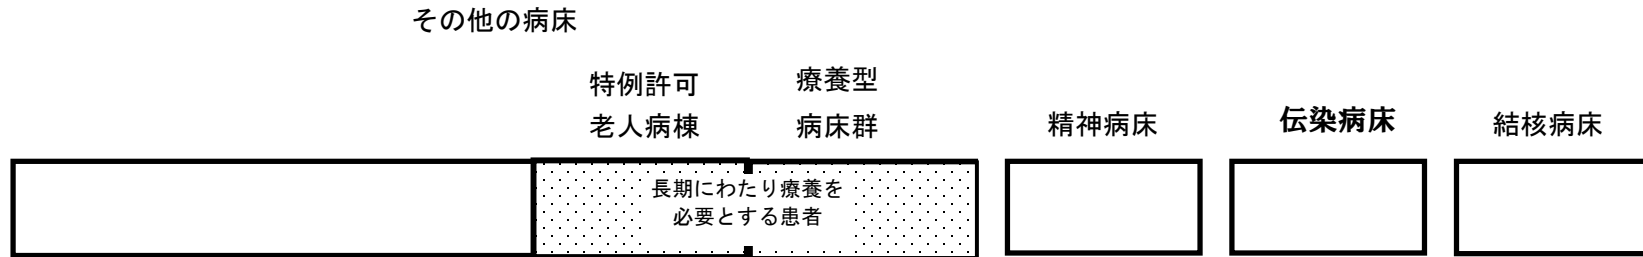 その他の病床
特例許可
老人病棟
療養型
病床群
精神病床
伝染病床
結核病床
長期にわたり療養を
必要とする患者